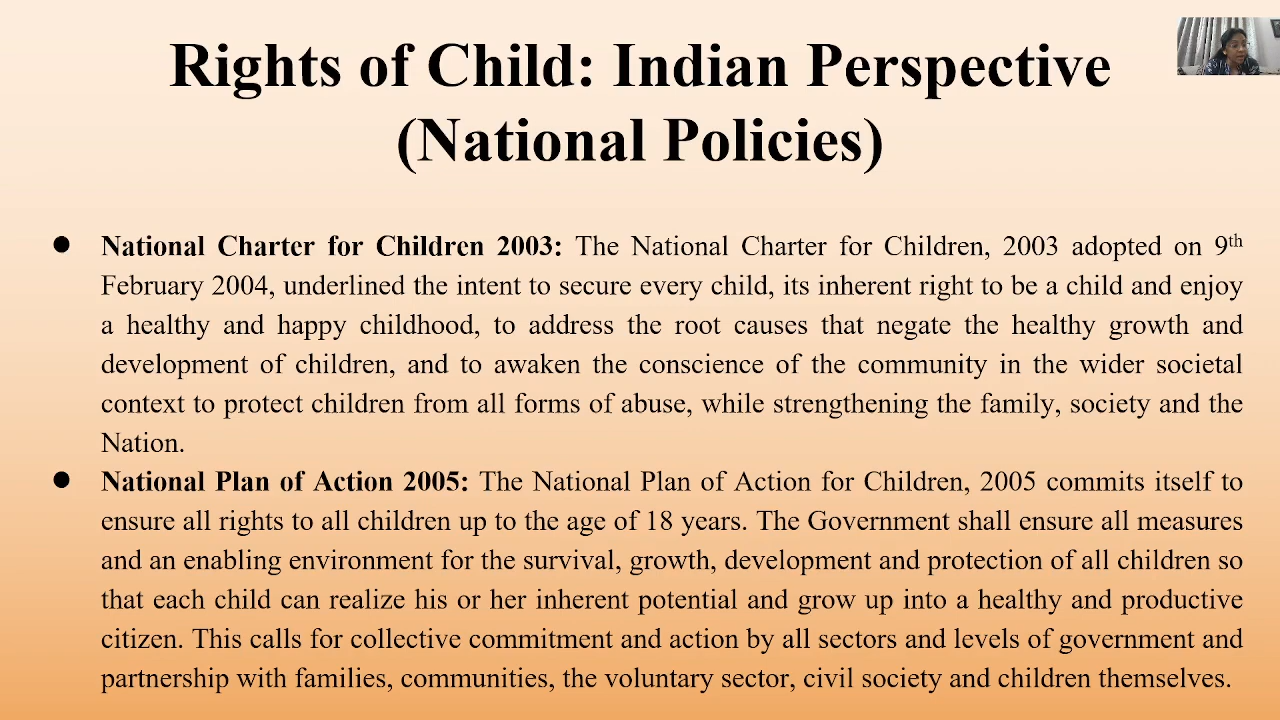 Rights of Child: Indian Perspective
(National Policies)
● National Charter for Children 2003: The National Charter for Children, 2003 adopted on 9th
February 2004, underlined the intent to secure every child, its inherent right to be a child and enjoy
a healthy and happy childhood, to address the root causes that negate the healthy growth and
development of children, and to awaken the conscience of the community in the wider societal
context to protect children from all forms of abuse, while strengthening the family, society and the
Nation.
● National Plan of Action 2005: The National Plan of Action for Children, 2005 commits itself to
ensure all rights to all children up to the age of 18 years. The Government shall ensure all measures
and an enabling environment for the survival, growth, development and protection of all children so
that each child can realize his or her inherent potential and grow up into a healthy and productive
citizen. This calls for collective commitment and action by all sectors and levels of government and
partnership with families, communities, the voluntary sector, civil society and children themselves.